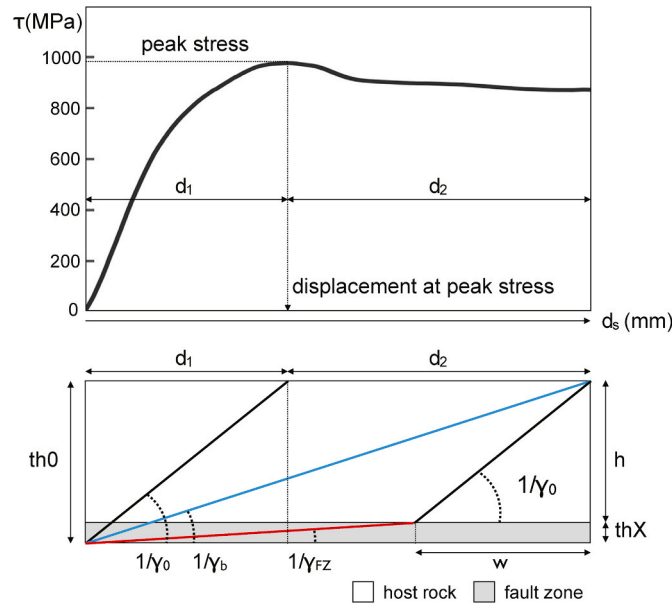 τ(MPa)
peak stress
1000
800
600
400
200
0
d₁
d₂
displacement at peak stress
dₛ (mm)
d₁
d₂
th0
h
1/γ₀
thX
1/γ₀
1/γb
1/γFZ
w
host rock
fault zone